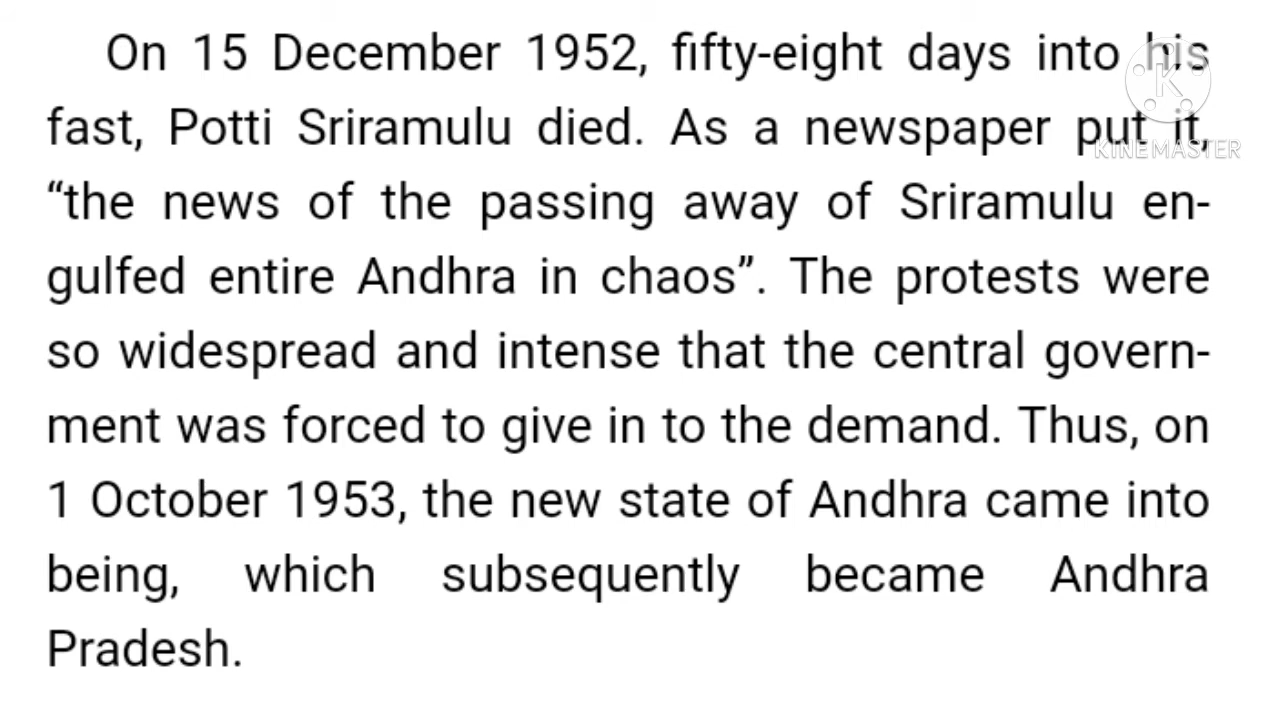 On 15 December 1952, fifty-eight days into his
fast, Potti Sriramulu died. As a newspaper put it,
“the news of the passing away of Sriramulu en-
gulfed entire Andhra in chaos”. The protests were
so widespread and intense that the central govern-
ment was forced to give in to the demand. Thus, on
1 October 1953, the new state of Andhra came into
being, which subsequently became Andhra
Pradesh.
K
KINEMASTER